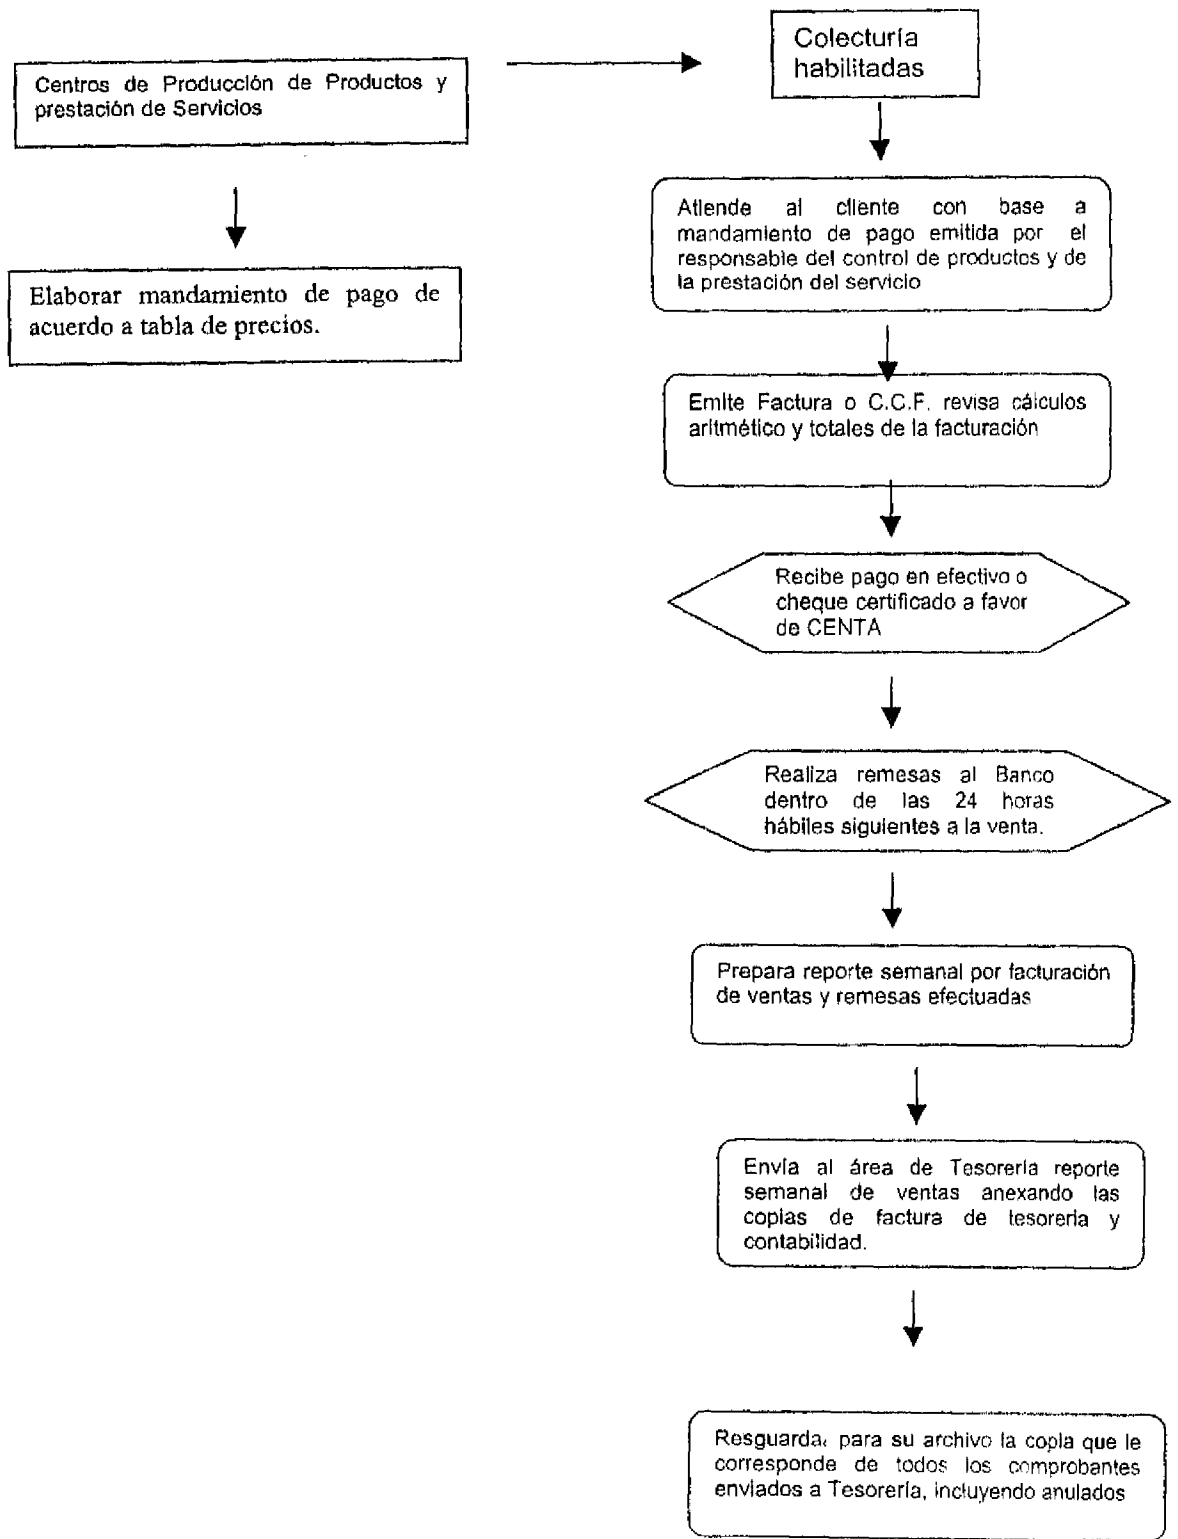 Centros de Producción de Productos y
prestación de Servicios
Elaborar mandamiento de pago de
acuerdo a tabla de precios.
Colecturía
habilitadas
Atiende al cliente con base a
mandamiento de pago emitida por el
responsable del control de productos y de
la prestación del servicio
Emite Factura o C.C.F. revisa cálculos
aritmético y totales de la facturación
Recibe pago en efectivo o
cheque certificado a favor
de CENTA
Realiza remesas al Banco
dentro de las 24 horas
hábiles siguientes a la venta.
Prepara reporte semanal por facturación
de ventas y remesas efectuadas
Envía al área de Tesorería reporte
semanal de ventas anexando las
copias de factura de tesorería y
contabilidad.
Resguarda, para su archivo la copia que le
corresponde de todos los comprobantes
enviados a Tesorería, incluyendo anulados